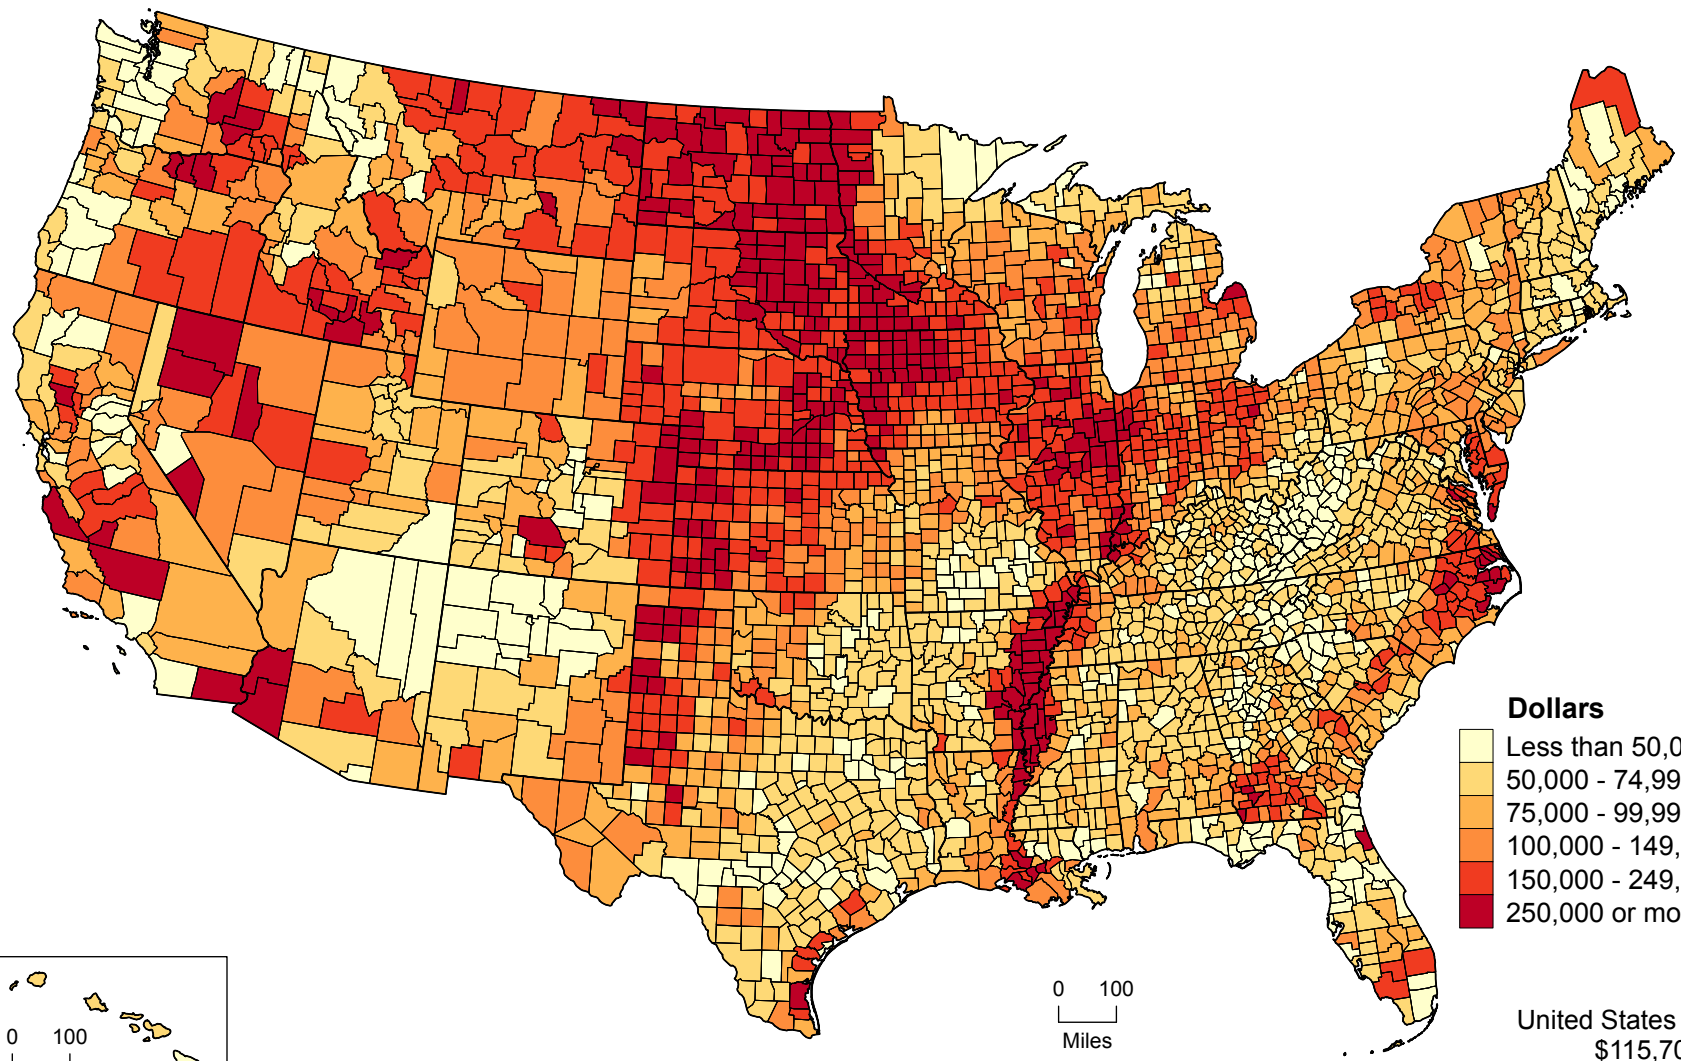 Dollars
Less than 50,0
50,000 - 74,99
75,000 - 99,99
100,000 - 149,
150,000 - 249,
250,000 or mo
0 100
Miles
0 100
United States
$115,70